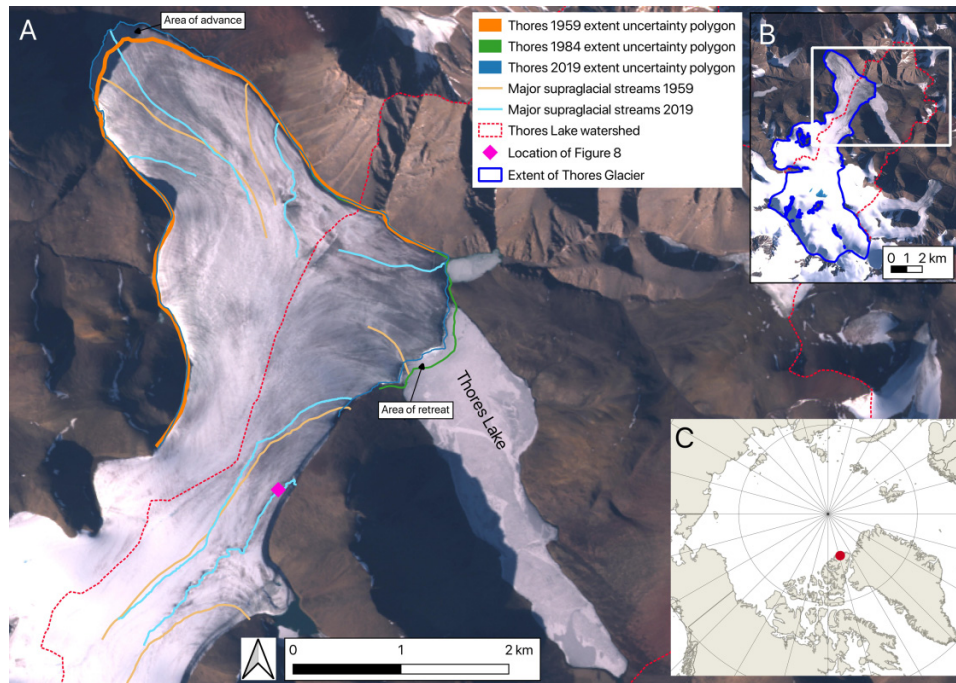 A
Area of advance
Thores 1959 extent uncertainty polygon
Thores 1984 extent uncertainty polygon
Thores 2019 extent uncertainty polygon
Major supraglacial streams 1959
Major supraglacial streams 2019
Thores Lake watershed
Location of Figure 8
Extent of Thores Glacier
B
0 1 2 km
Area of retreat
Thores Lake
C
0 1 2 km